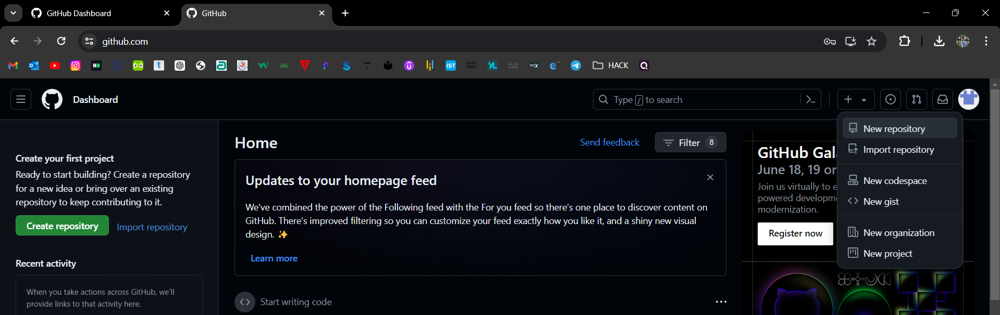 GitHub Dashboard
GitHub
github.com
HACK
Dashboard
Type / to search
New repository
Import repository
New codespace
New gist
New organization
New project
Create your first project
Ready to start building? Create a repository
for a new idea or bring over an existing
repository to keep contributing to it.
Create repository
Import repository
Recent activity
When you take actions across GitHub, we'll
provide links to that activity here.
Home
Send feedback
Filter 8
Updates to your homepage feed
We've combined the power of the Following feed with the For you feed so there's one place to discover content on
GitHub. There's improved filtering so you can customize your feed exactly how you like it, and a shiny new visual
design. ✨
Learn more
Start writing code
GitHub Gal
June 18, 19 or
Join us virtually to e
powered developme
modernization.
Register now